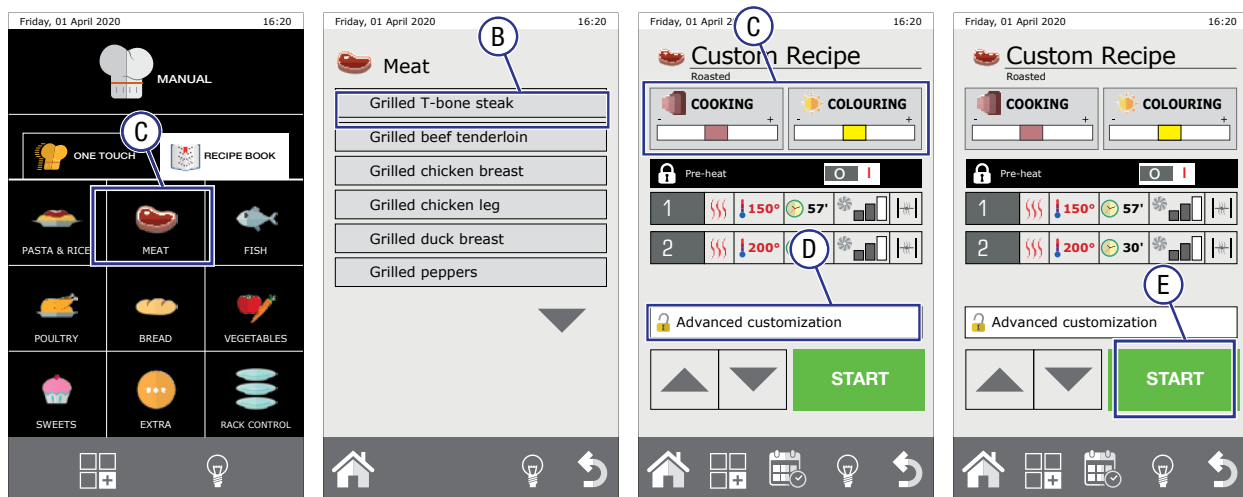 Friday, 01 April 2020 16:20
MANUAL
C
ONE TOUCH RECIPE BOOK
PASTA & RICE MEAT FISH
POULTRY BREAD VEGETABLES
SWEETS EXTRA RACK CONTROL
Friday, 01 April 2020 16:20
B
Meat
Grilled T-bone steak
Grilled beef tenderloin
Grilled chicken breast
Grilled chicken leg
Grilled duck breast
Grilled peppers
Friday, 01 April 2 16:20
C
Custom Recipe
Roasted
COOKING COLOURING
- + - +
Pre-heat O I
1 150° 57'
2 200°
D
Advanced customization
START
Friday, 01 April 2020 16:20
Custom Recipe
Roasted
COOKING COLOURING
- + - +
Pre-heat O I
1 150° 57'
2 200° 30'
E
Advanced customization
START